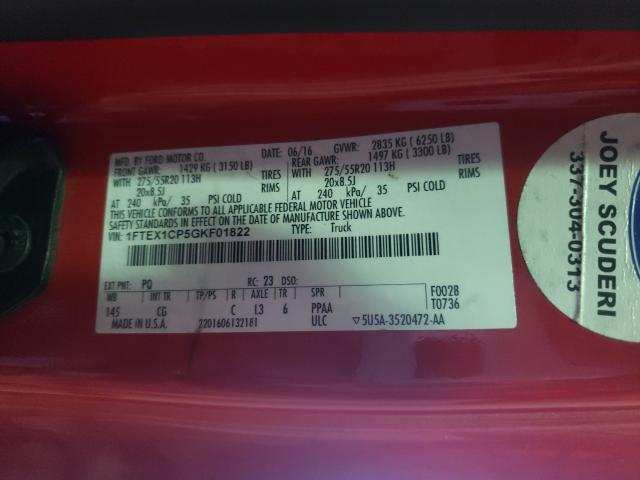 MFD. BY FORD MOTOR CO.
DATE: 06/16 GVWR: 2835 KG ( 6250 LB)
FRONT GAWR: 1429 KG ( 3150 LB)
REAR GAWR: 1497 KG ( 3300 LB)
WITH 275/55R20 113H TIRES
WITH 275/55R20 113H TIRES
20x8.5J RIMS
20x8.5J RIMS
AT 240 kPa/ 35 PSI COLD
AT 240 kPa/ 35 PSI COLD
THIS VEHICLE CONFORMS TO ALL APPLICABLE FEDERAL MOTOR VEHICLE
SAFETY STANDARDS IN EFFECT ON THE DATE OF MANUFACTURE SHOWN ABOVE.
VIN: 1FTEX1CP5GKF01822 TYPE: Truck
EXT PNT: PQ RC: 23 DSO: F0028
WB INT TR TP/PS R AXLE TR SPR T0736
145 CG C L3 6 PPAA
MADE IN U.S.A. 2201606132181 ULC ▽5U5A-3520472-AA
JOEY SCUDERI
337-304-0313